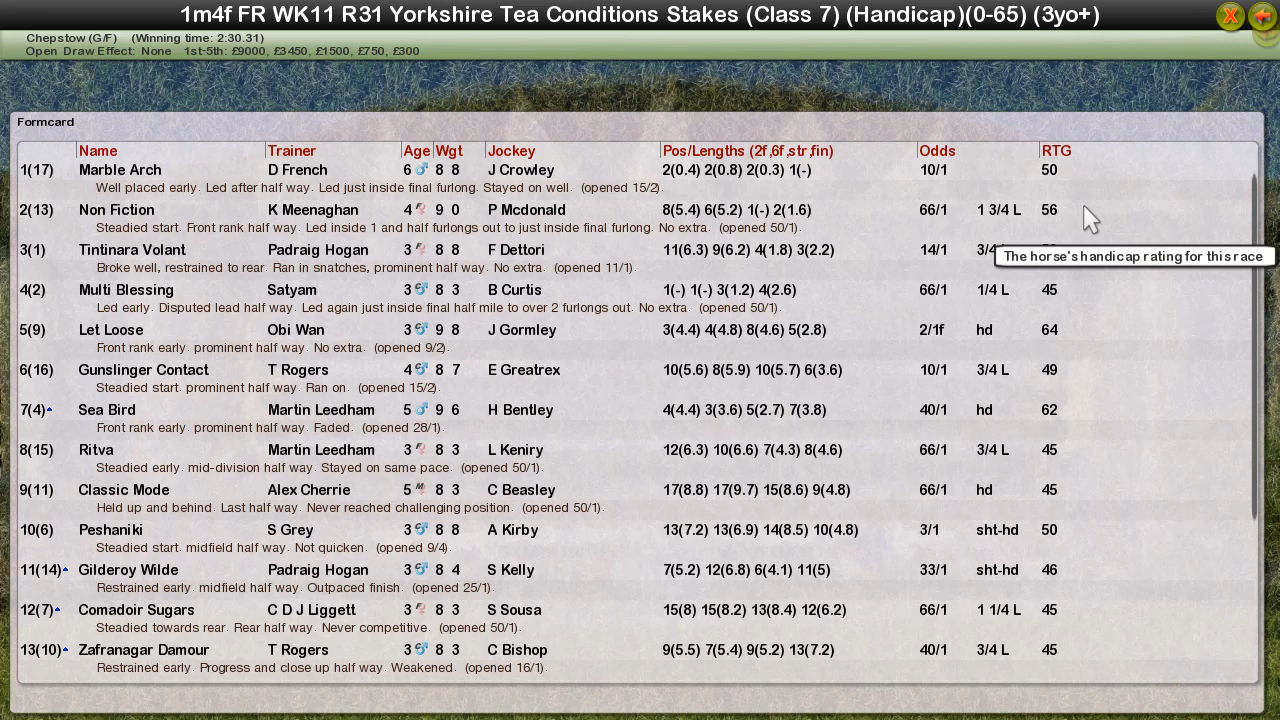 1m4f FR WK11 R31 Yorkshire Tea Conditions Stakes (Class 7) (Handicap)(0-65) (3yo+)
Chepstow (G/F) (Winning time: 2:30.31)
Open Draw Effect: None 1st-5th: £9000, £3450, £1500, £750, £300
Formcard
Name Trainer Age Wgt Jockey Pos/Lengths (2f,6f,str,fin) Odds RTG
1(17) Marble Arch D French 6 ♂ 8 8 J Crowley 2(0.4) 2(0.8) 2(0.3) 1(-) 10/1 50
Well placed early. Led after half way. Led just inside final furlong. Stayed on well. (opened 15/2).
2(13) Non Fiction K Meenaghan 4 9 0 P Mcdonald 8(5.4) 6(5.2) 1(-) 2(1.6) 66/1 1 3/4 L 56
Steadied start. Front rank half way. Led inside 1 and half furlongs out to just inside final furlong. No extra. (opened 50/1).
3(1) Tintinara Volant Padraig Hogan 3 8 8 F Dettori 11(6.3) 9(6.2) 4(1.8) 3(2.2) 14/1 3/4
The horse's handicap rating for this race
Broke well, restrained to rear. Ran in snatches, prominent half way. No extra. (opened 11/1).
4(2) Multi Blessing Satyam 3 8 3 B Curtis 1(-) 1(-) 3(1.2) 4(2.6) 66/1 1/4 L 45
Led early. Disputed lead half way. Led again just inside final half mile to over 2 furlongs out. No extra. (opened 50/1).
5(9) Let Loose Obi Wan 3 9 8 J Gormley 3(4.4) 4(4.8) 8(4.6) 5(2.8) 2/1f hd 64
Front rank early. prominent half way. No extra. (opened 9/2).
6(16) Gunslinger Contact T Rogers 4 8 7 E Greatrex 10(5.6) 8(5.9) 10(5.7) 6(3.6) 10/1 3/4 L 49
Steadied start. prominent half way. Ran on. (opened 15/2).
7(4) Sea Bird Martin Leedham 5 ♂ 9 6 H Bentley 4(4.4) 3(3.6) 5(2.7) 7(3.8) 40/1 hd 62
Front rank early. prominent half way. Faded. (opened 28/1).
8(15) Ritva Martin Leedham 3 8 3 L Keniry 12(6.3) 10(6.6) 7(4.3) 8(4.6) 66/1 3/4 L 45
Steadied early. mid-division half way. Stayed on same pace. (opened 50/1).
9(11) Classic Mode Alex Cherrie 5 8 3 C Beasley 17(8.8) 17(9.7) 15(8.6) 9(4.8) 66/1 hd 45
Held up and behind. Last half way. Never reached challenging position. (opened 50/1).
10(6) Peshaniki S Grey 3 8 8 A Kirby 13(7.2) 13(6.9) 14(8.5) 10(4.8) 3/1 sht-hd 50
Steadied start. midfield half way. Not quicken. (opened 9/4).
11(14) Gilderoy Wilde Padraig Hogan 3 8 4 S Kelly 7(5.2) 12(6.8) 6(4.1) 11(5) 33/1 sht-hd 46
Restrained early. midfield half way. Outpaced finish. (opened 25/1).
12(7) Comadoir Sugars C D J Liggett 3 8 3 S Sousa 15(8) 15(8.2) 13(8.4) 12(6.2) 66/1 1 1/4 L 45
Steadied towards rear. Rear half way. Never competitive. (opened 50/1).
13(10) Zafranagar Damour T Rogers 3 8 3 C Bishop 9(5.5) 7(5.4) 9(5.2) 13(7.2) 40/1 3/4 L 45
Restrained early. Progress and close up half way. Weakened. (opened 16/1).